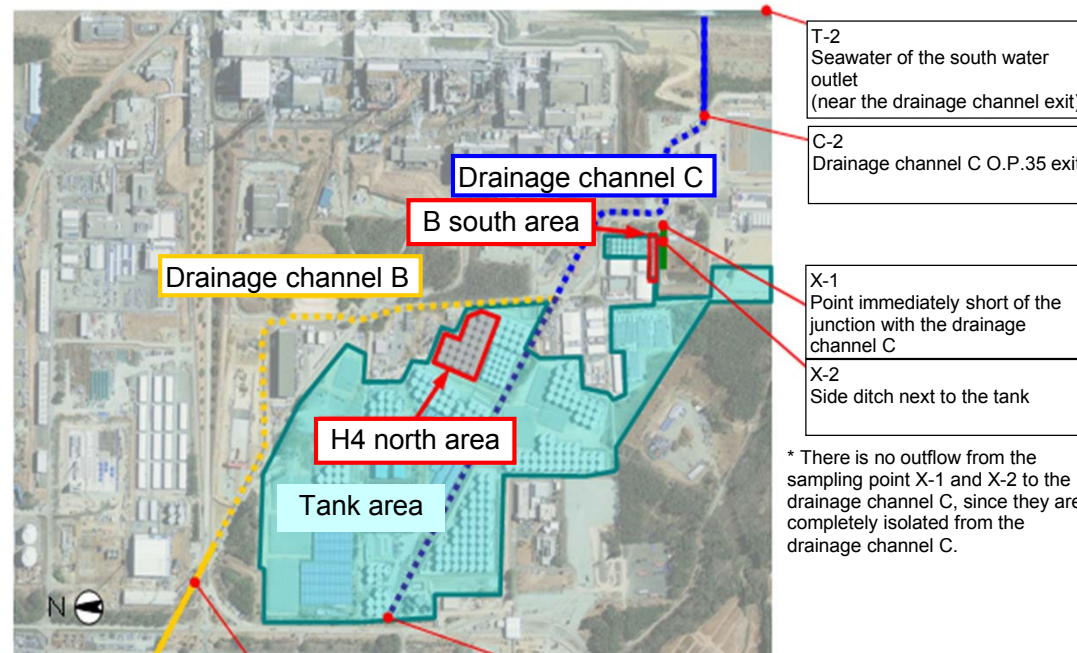 T-2
Seawater of the south water
outlet
(near the drainage channel exit)
C-2
Drainage channel C O.P.35 exit
Drainage channel C
B south area
Drainage channel B
X-1
Point immediately short of the
junction with the drainage
channel C
X-2
Side ditch next to the tank
H4 north area
* There is no outflow from the
sampling point X-1 and X-2 to the
drainage channel C, since they are
completely isolated from the
drainage channel C.
Tank area
N